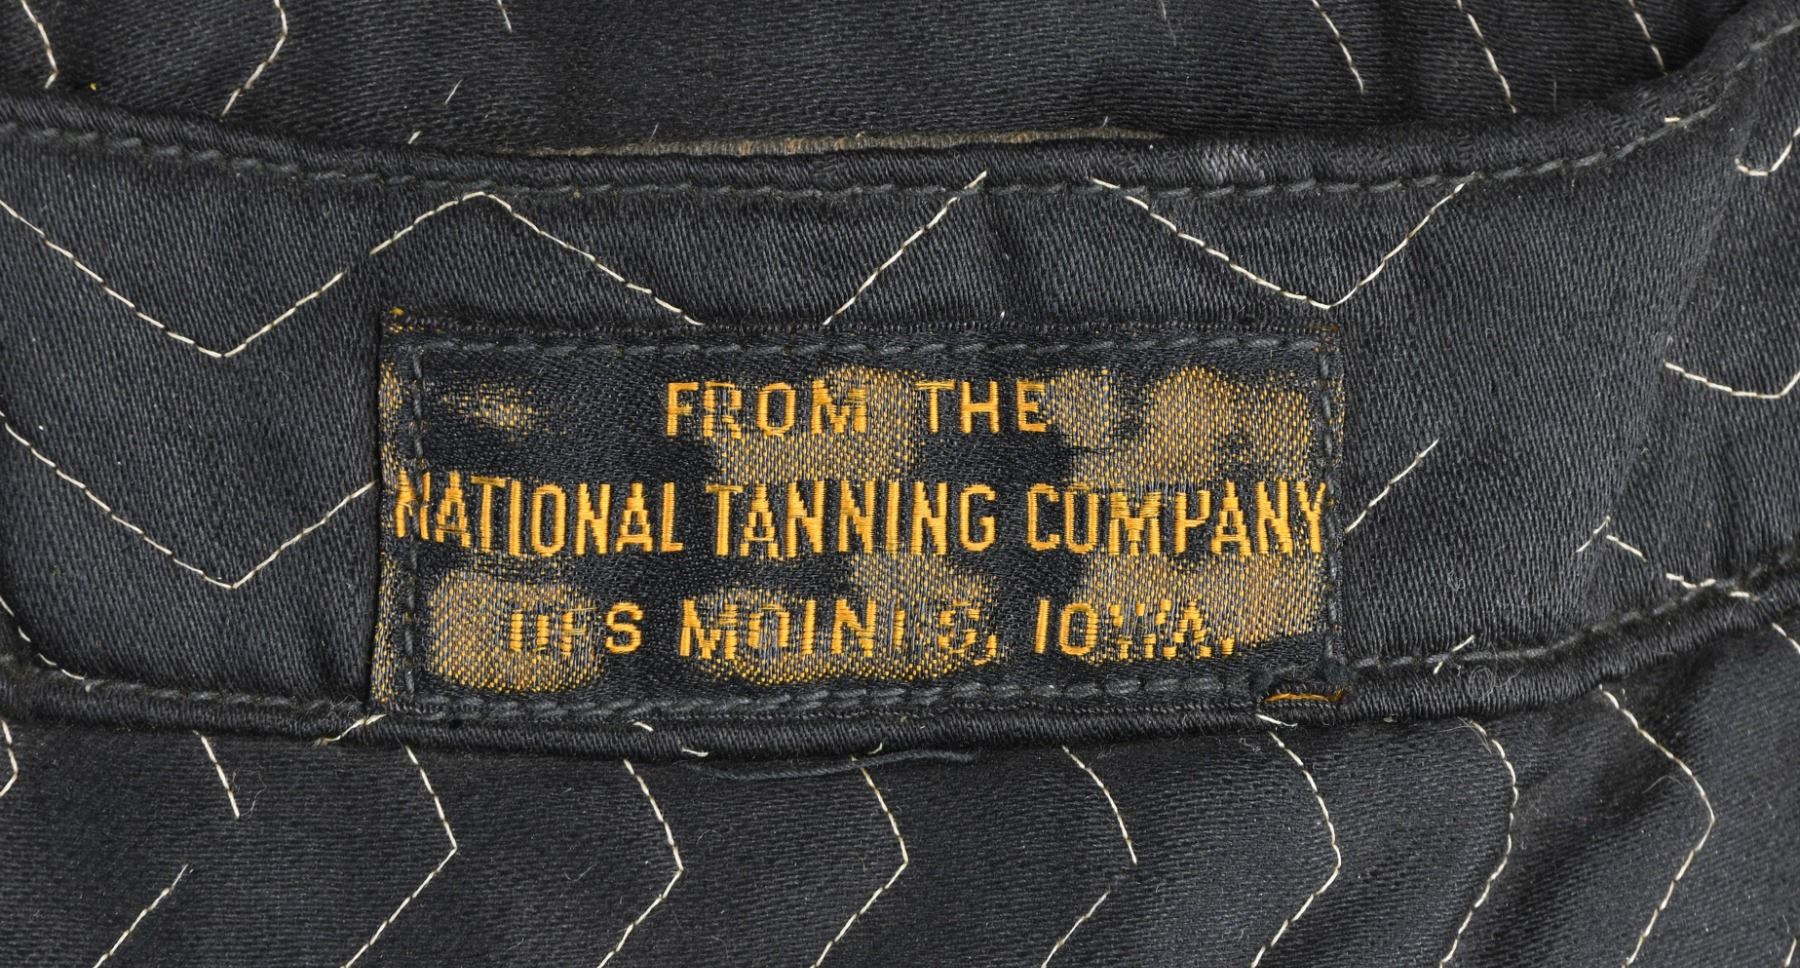 FROM THE
NATIONAL TANNING COMPANY
DES MOINES, IOWA.